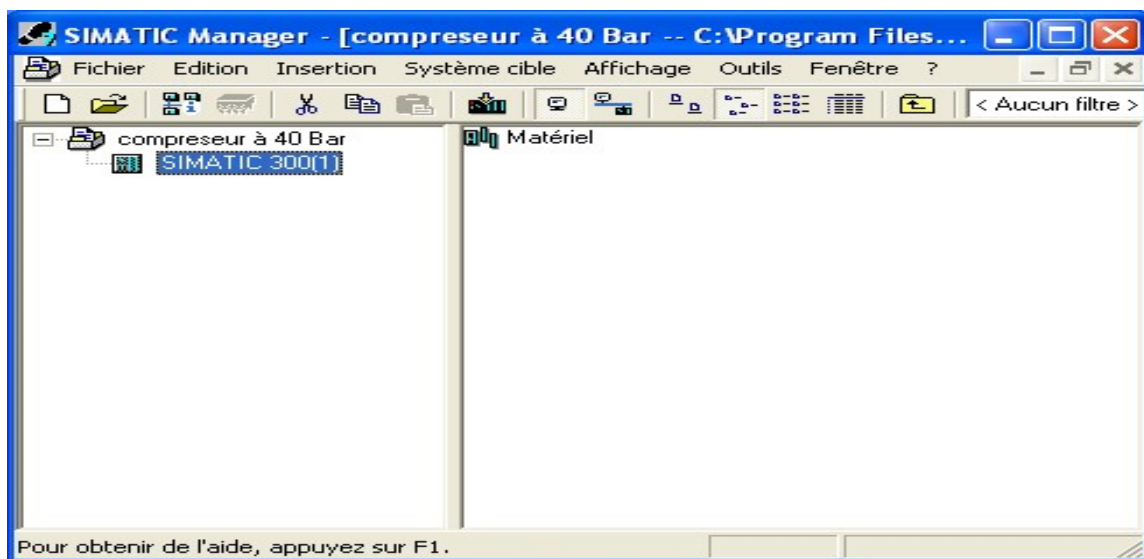 SIMATIC Manager - [compreseur à 40 Bar -- C:\Program Files...
Fichier Edition Insertion Système cible Affichage Outils Fenêtre ?
< Aucun filtre >
compreseur à 40 Bar
SIMATIC 300(1)
Matériel
Pour obtenir de l'aide, appuyez sur F1.